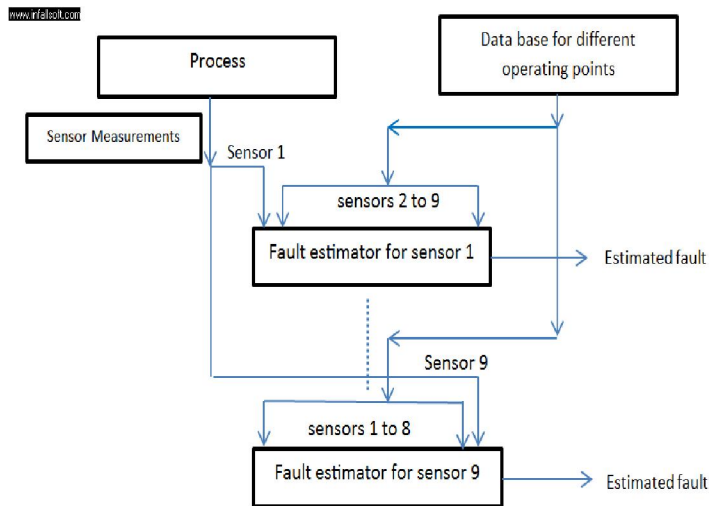 www.infallsoft.com
Process
Data base for different
operating points
Sensor Measurements
Sensor 1
sensors 2 to 9
Fault estimator for sensor 1
Estimated fault
Sensor 9
sensors 1 to 8
Fault estimator for sensor 9
Estimated fault